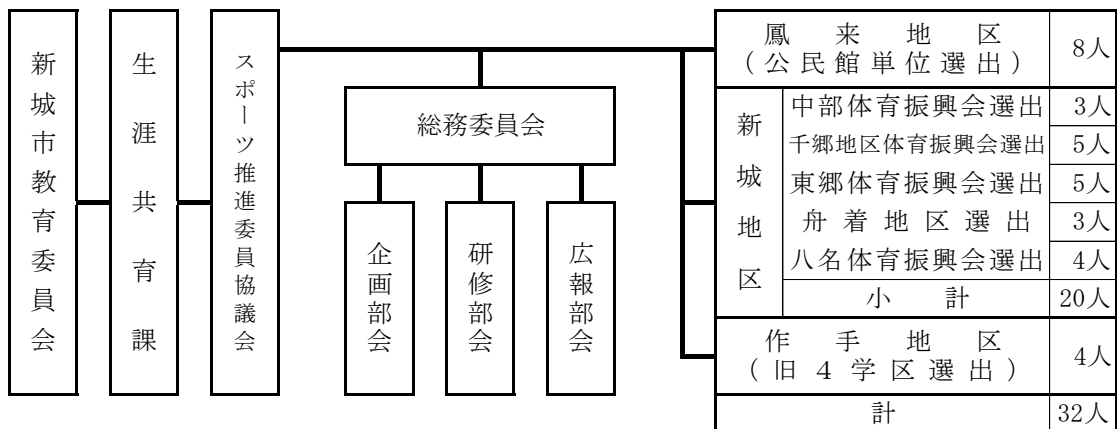 新城市教育委員会
生涯共育課
スポーツ推進委員協議会
総務委員会
企画部会
研修部会
広報部会
鳳来地区
(公民館単位選出)
8人
新城地区
中部体育振興会選出 3人
千郷地区体育振興会選出 5人
東郷体育振興会選出 5人
舟着地区選出 3人
八名体育振興会選出 4人
小計 20人
作手地区
(旧4学区選出)
4人
計 32人